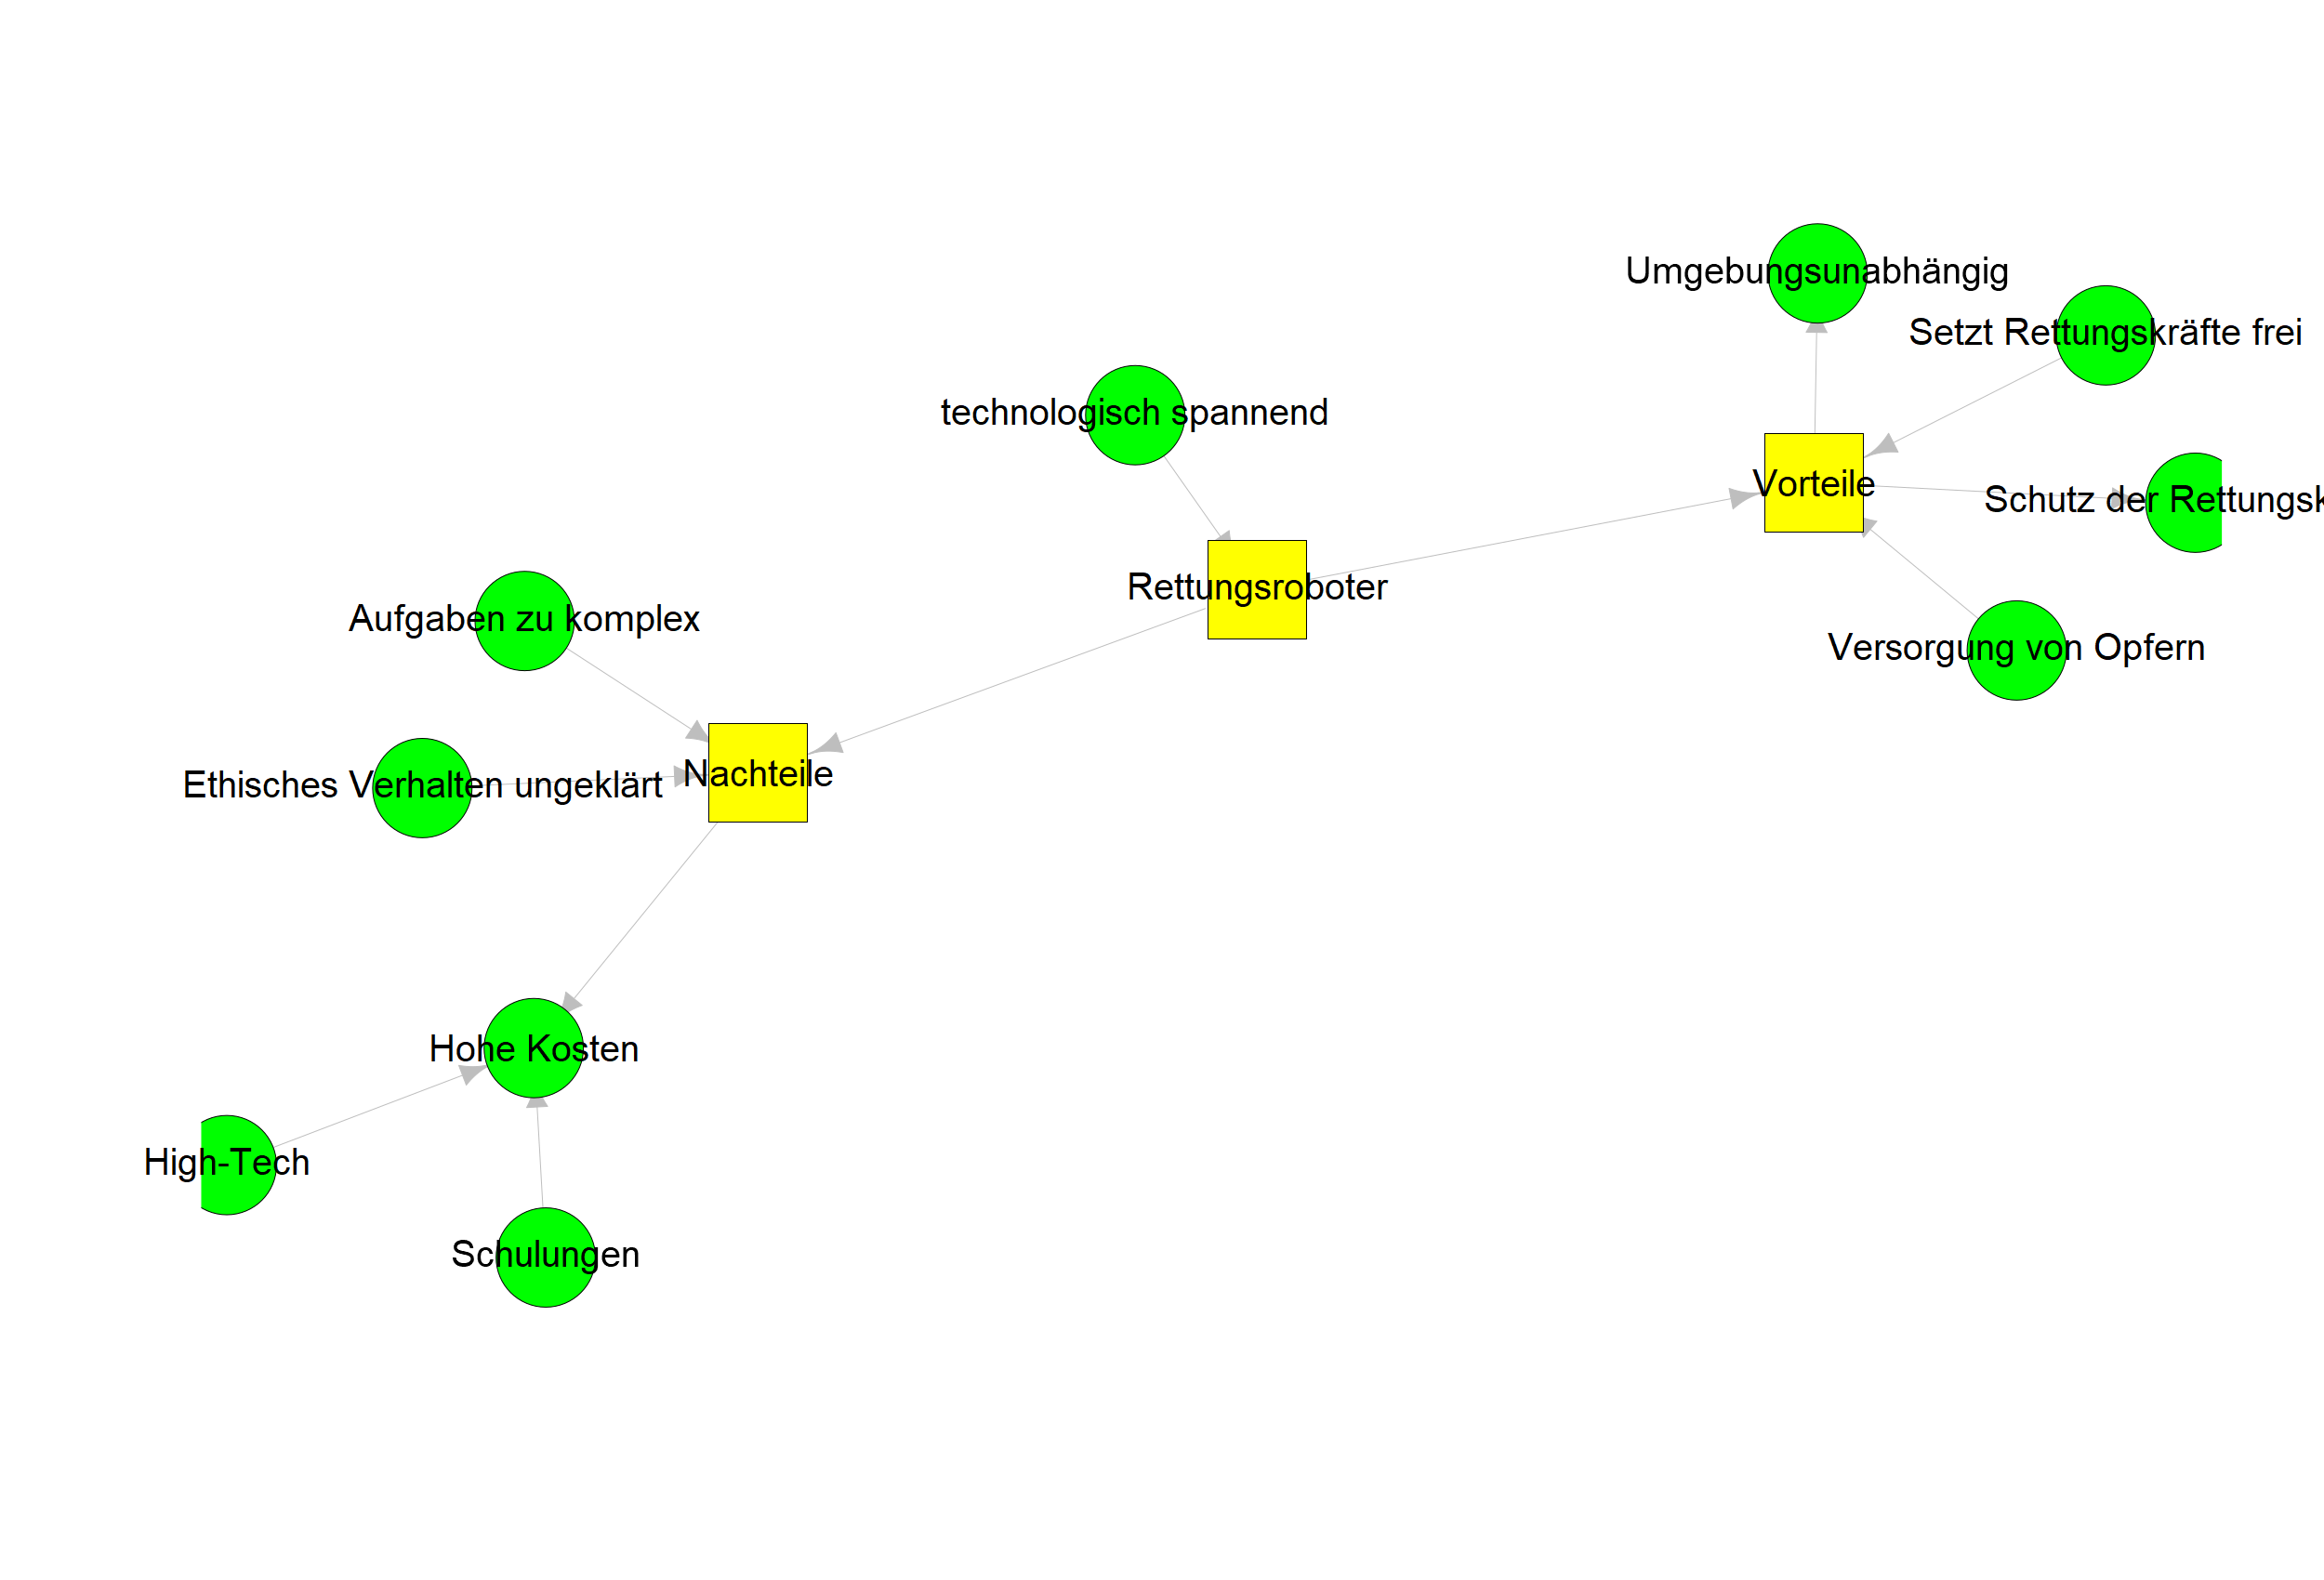 Umgebungsunabhängig
Setzt Rettungskräfte frei
technologisch spannend
Vorteile
Schutz der Rettungsk
Rettungsroboter
Aufgaben zu komplex
Versorgung von Opfern
Nachteile
Ethisches Verhalten ungeklärt
Hohe Kosten
High-Tech
Schulungen